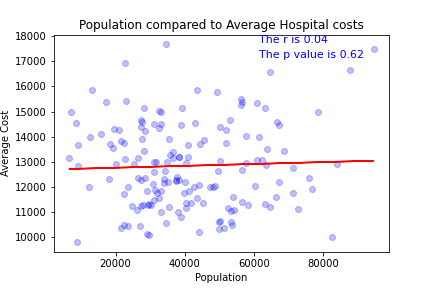 Population compared to Average Hospital costs
The r is 0.04
The p value is 0.62
18000
17000
16000
15000
14000
13000
12000
11000
10000
Average Cost
20000 40000 60000 80000
Population